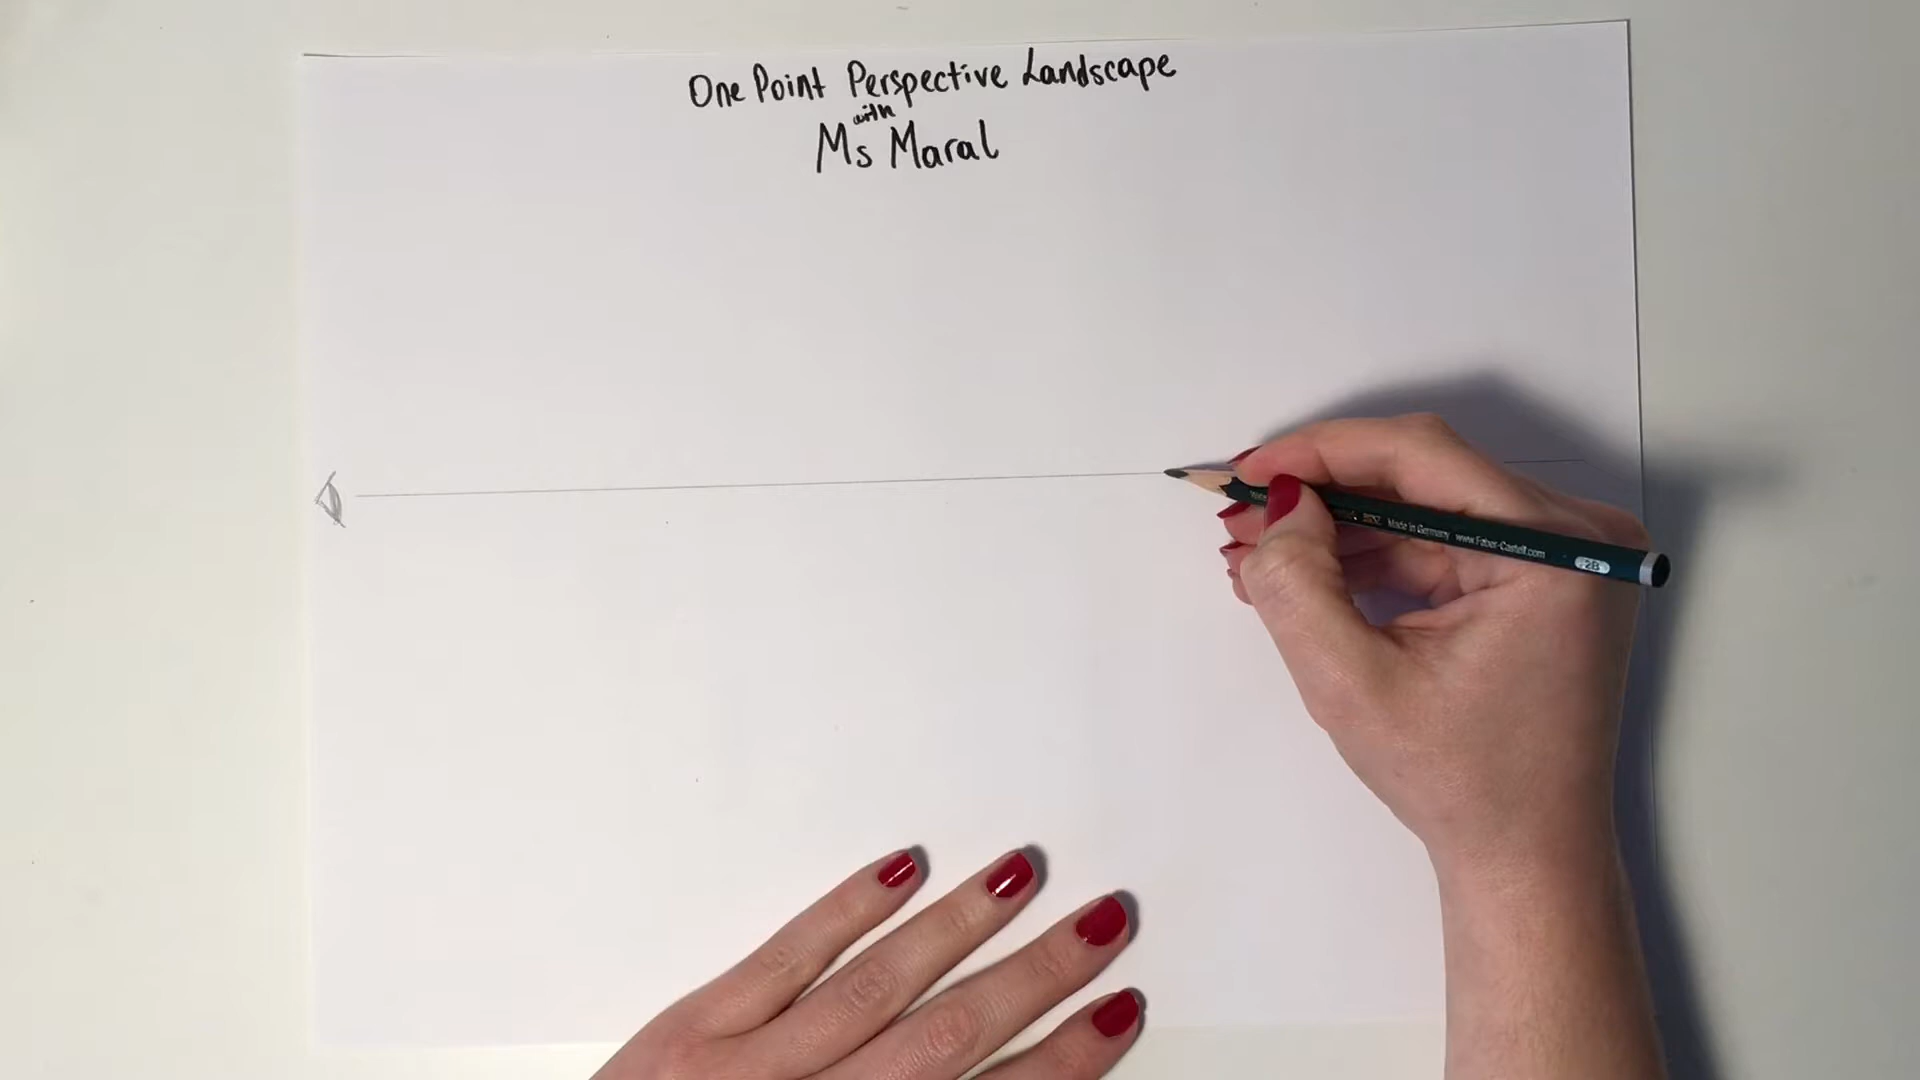 One Point Perspective Landscape
with
Ms Maral
Made in Germany www.Faber-Castell.com 2B